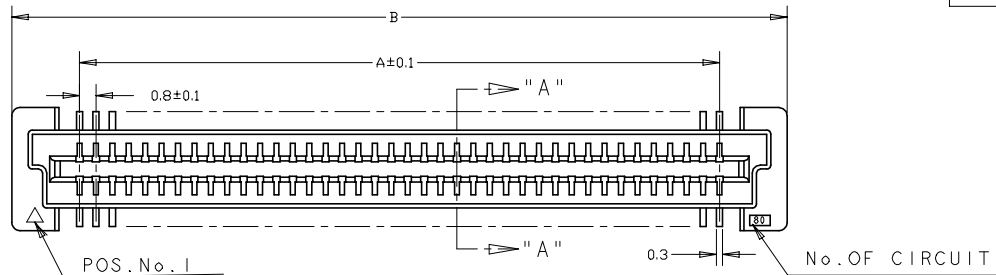 B
A±0.1
0.8±0.1
"A"
80
"A"
0.3
POS.No.1
No.OF CIRCUIT